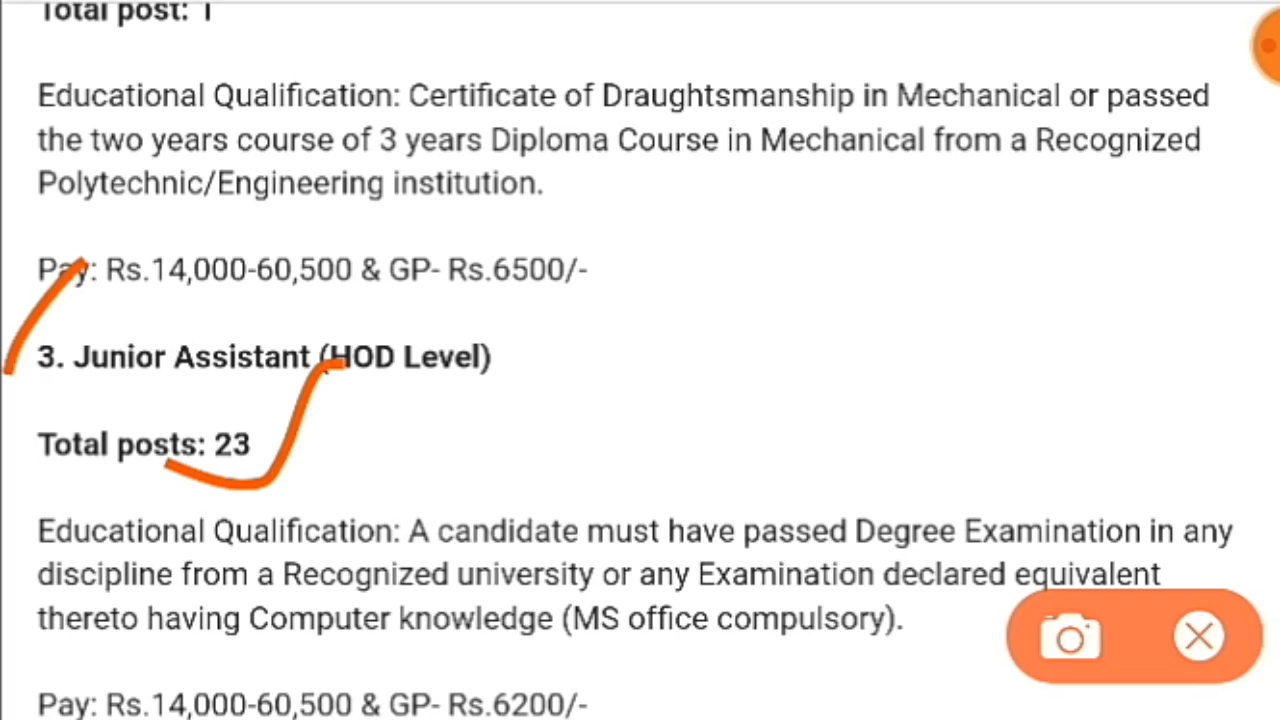 Total post: 1
Educational Qualification: Certificate of Draughtsmanship in Mechanical or passed
the two years course of 3 years Diploma Course in Mechanical from a Recognized
Polytechnic/Engineering institution.
Pay: Rs.14,000-60,500 & GP- Rs.6500/-
3. Junior Assistant (HOD Level)
Total posts: 23
Educational Qualification: A candidate must have passed Degree Examination in any
discipline from a Recognized university or any Examination declared equivalent
thereto having Computer knowledge (MS office compulsory).
Pay: Rs.14,000-60,500 & GP- Rs.6200/-